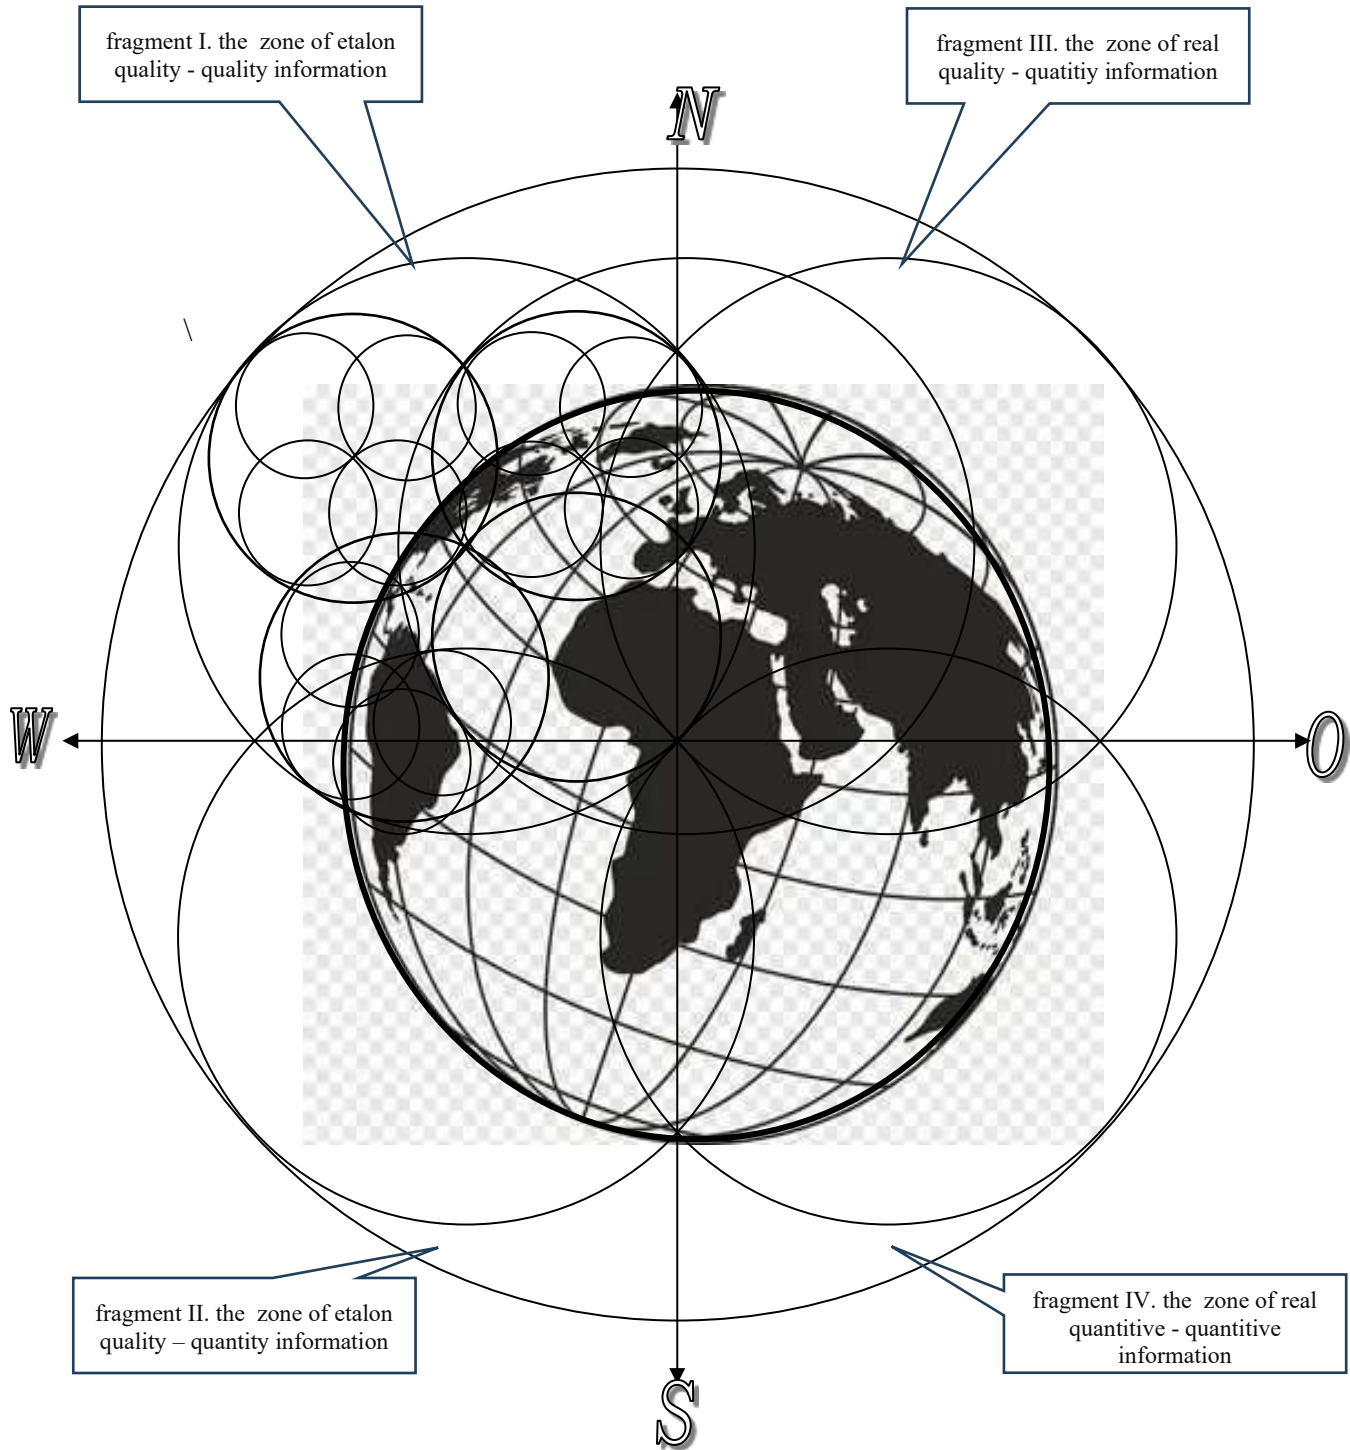 fragment I. the zone of etalon
quality - quality information
fragment III. the zone of real
quality - quatitiy information
N
\
W
O
fragment II. the zone of etalon
quality – quantity information
fragment IV. the zone of real
quantitive - quantitive
information
S